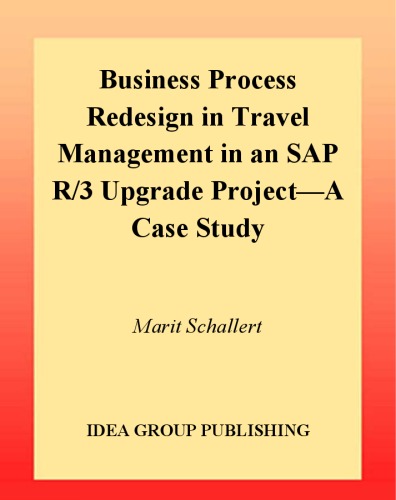 Business Process
Redesign in Travel
Management in an SAP
R/3 Upgrade Project—A
Case Study
Marit Schallert
IDEA GROUP PUBLISHING